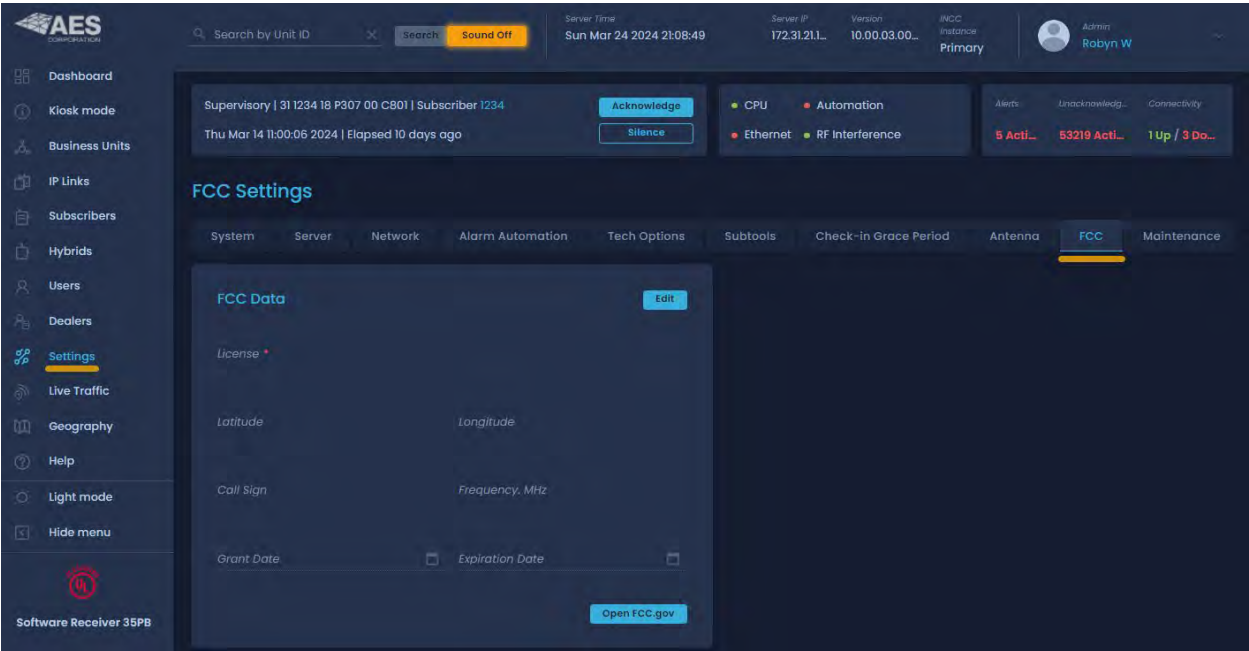 AES
CORPORATION
Search by Unit ID
Search
Sound Off
Server Time
Sun Mar 24 2024 21:08:49
Server IP
172.31.21.1...
Version
10.00.03.00...
INCC
Instance
Primary
Admin
Robyn W
Dashboard
Kiosk mode
Business Units
IP Links
Subscribers
Hybrids
Users
Dealers
Settings
Live Traffic
Geography
Help
Light mode
Hide menu
UL
Software Receiver 35PB
Supervisory | 31 1234 18 P307 00 C801 | Subscriber 1234
Thu Mar 14 11:00:06 2024 | Elapsed 10 days ago
Acknowledge
Silence
CPU
Automation
Ethernet
RF Interference
Alerts
5 Acti...
Unacknowledg...
53219 Acti...
Connectivity
1 Up / 3 Do...
FCC Settings
System
Server
Network
Alarm Automation
Tech Options
Subtools
Check-in Grace Period
Antenna
FCC
Maintenance
FCC Data
Edit
License *
Latitude
Longitude
Call Sign
Frequency, MHz
Grant Date
Expiration Date
Open FCC.gov